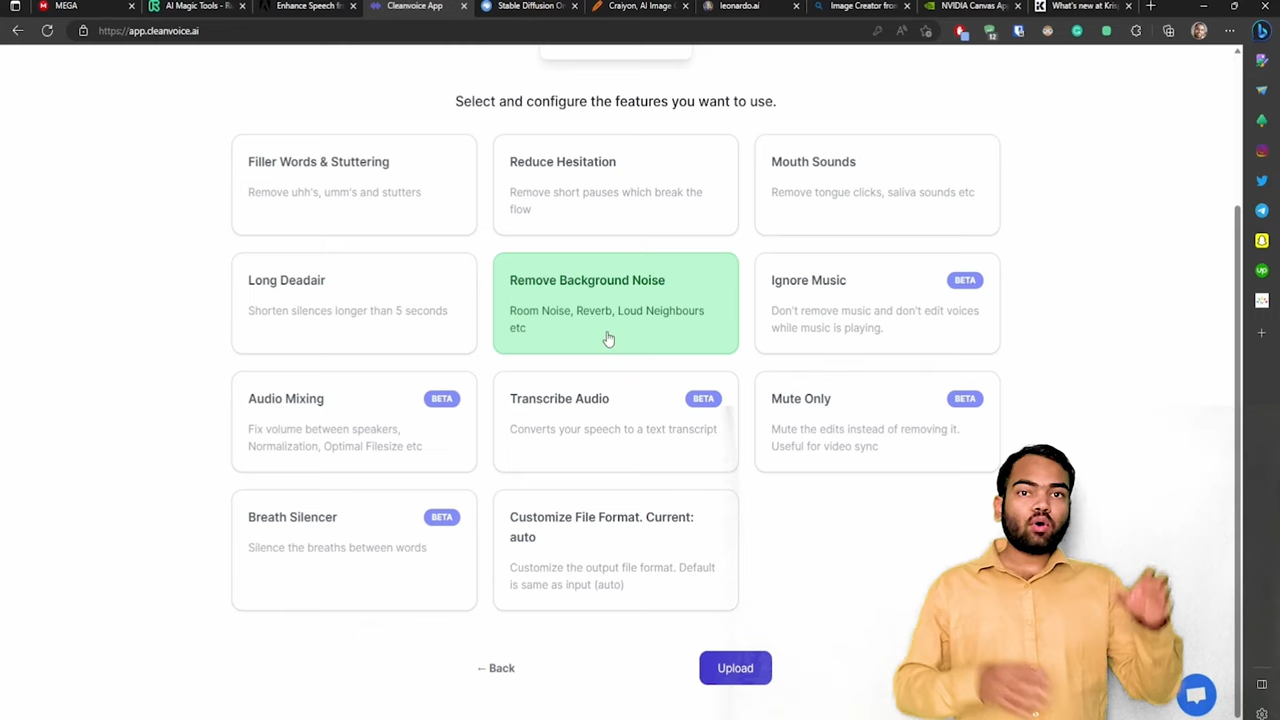 MEGA
AI Magic Tools - Ru
Enhance Speech fr
Cleanvoice App
Stable Diffusion On
Craiyon, AI Image G
leonardo.ai
Image Creator from
NVIDIA Canvas App
What's new at Kris
https://app.cleanvoice.ai
Select and configure the features you want to use.
Filler Words & Stuttering
Remove uhh's, umm's and stutters
Reduce Hesitation
Remove short pauses which break the
flow
Mouth Sounds
Remove tongue clicks, saliva sounds etc
Long Deadair
Shorten silences longer than 5 seconds
Remove Background Noise
Room Noise, Reverb, Loud Neighbours
etc
Ignore Music
BETA
Don't remove music and don't edit voices
while music is playing.
Audio Mixing
BETA
Fix volume between speakers,
Normalization, Optimal Filesize etc
Transcribe Audio
BETA
Converts your speech to a text transcript
Mute Only
BETA
Mute the edits instead of removing it.
Useful for video sync
Breath Silencer
BETA
Silence the breaths between words
Customize File Format. Current:
auto
Customize the output file format. Default
is same as input (auto)
← Back
Upload